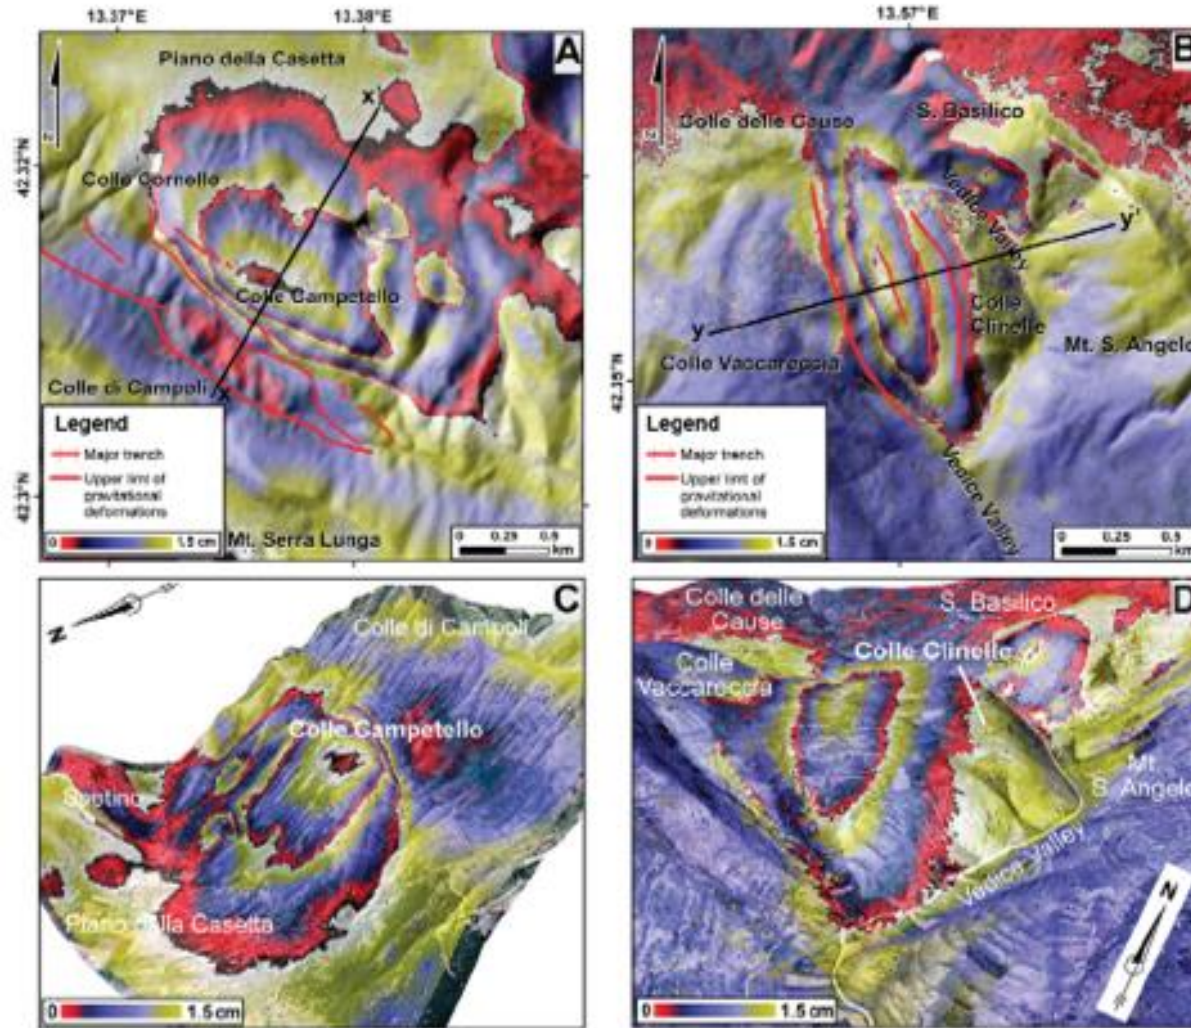 13.37°E
13.38°E
A
Piano della Casetta
x'
42.32°N
Colle Cornello
Colle Campetello
Colle di Campoli
x
Legend
Major trench
Upper limt of
gravitational
deformations
0
1.5 cm
42.3°N
Mt. Serra Lunga
0 0.25 0.5
km
13.57°E
B
S. Basilico
Colle delle Cause
Vedice Valley
y'
y
Colle
Clinelle
Colle Vaccareccia
Mt. S. Angelo
42.35°N
Legend
Major trench
Upper limt of
gravitational
deformations
0
1.5 cm
Vedice Valley
0 0.25 0.5
km
C
N
Colle di Campoli
Colle Campetello
Piano della Casetta
0
1.5 cm
D
Colle delle
Cause
S. Basilico
Colle Clinelle
Colle
Vaccareccia
Mt.
S. Angelo
Vedice Valley
N
0
1.5 cm